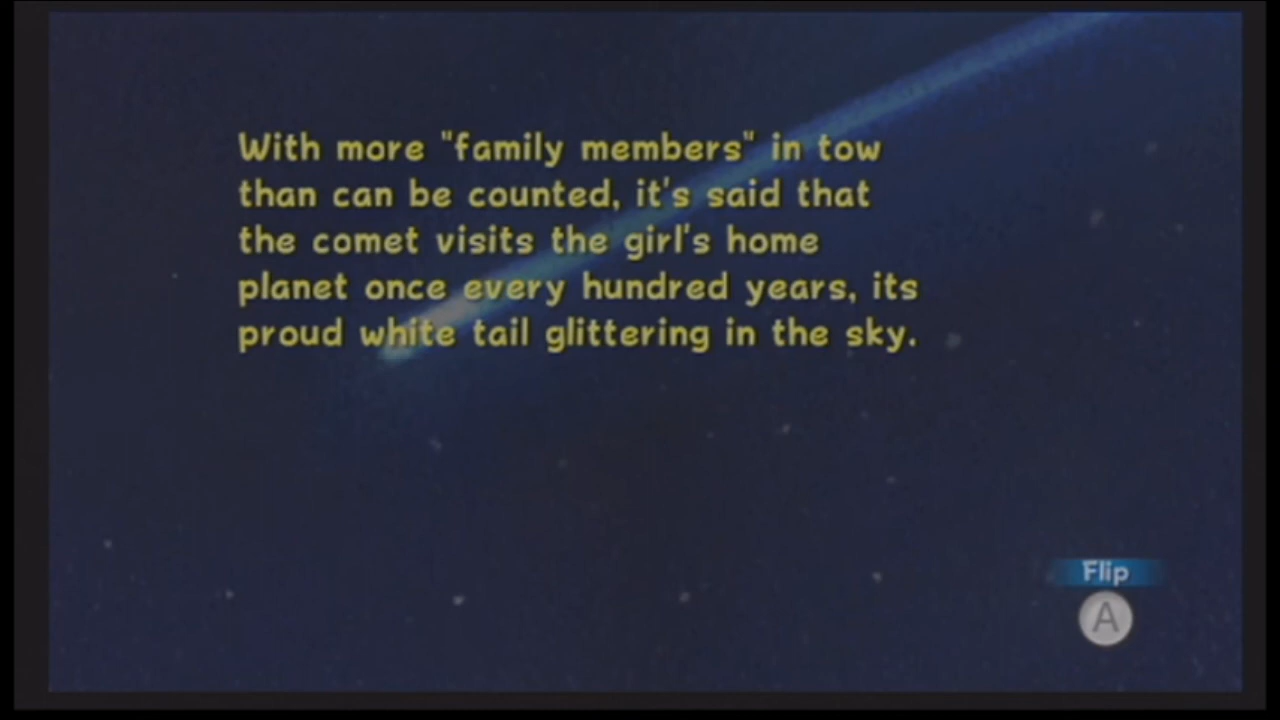 With more "family members" in tow
than can be counted, it's said that
the comet visits the girl's home
planet once every hundred years, its
proud white tail glittering in the sky.
Flip
A